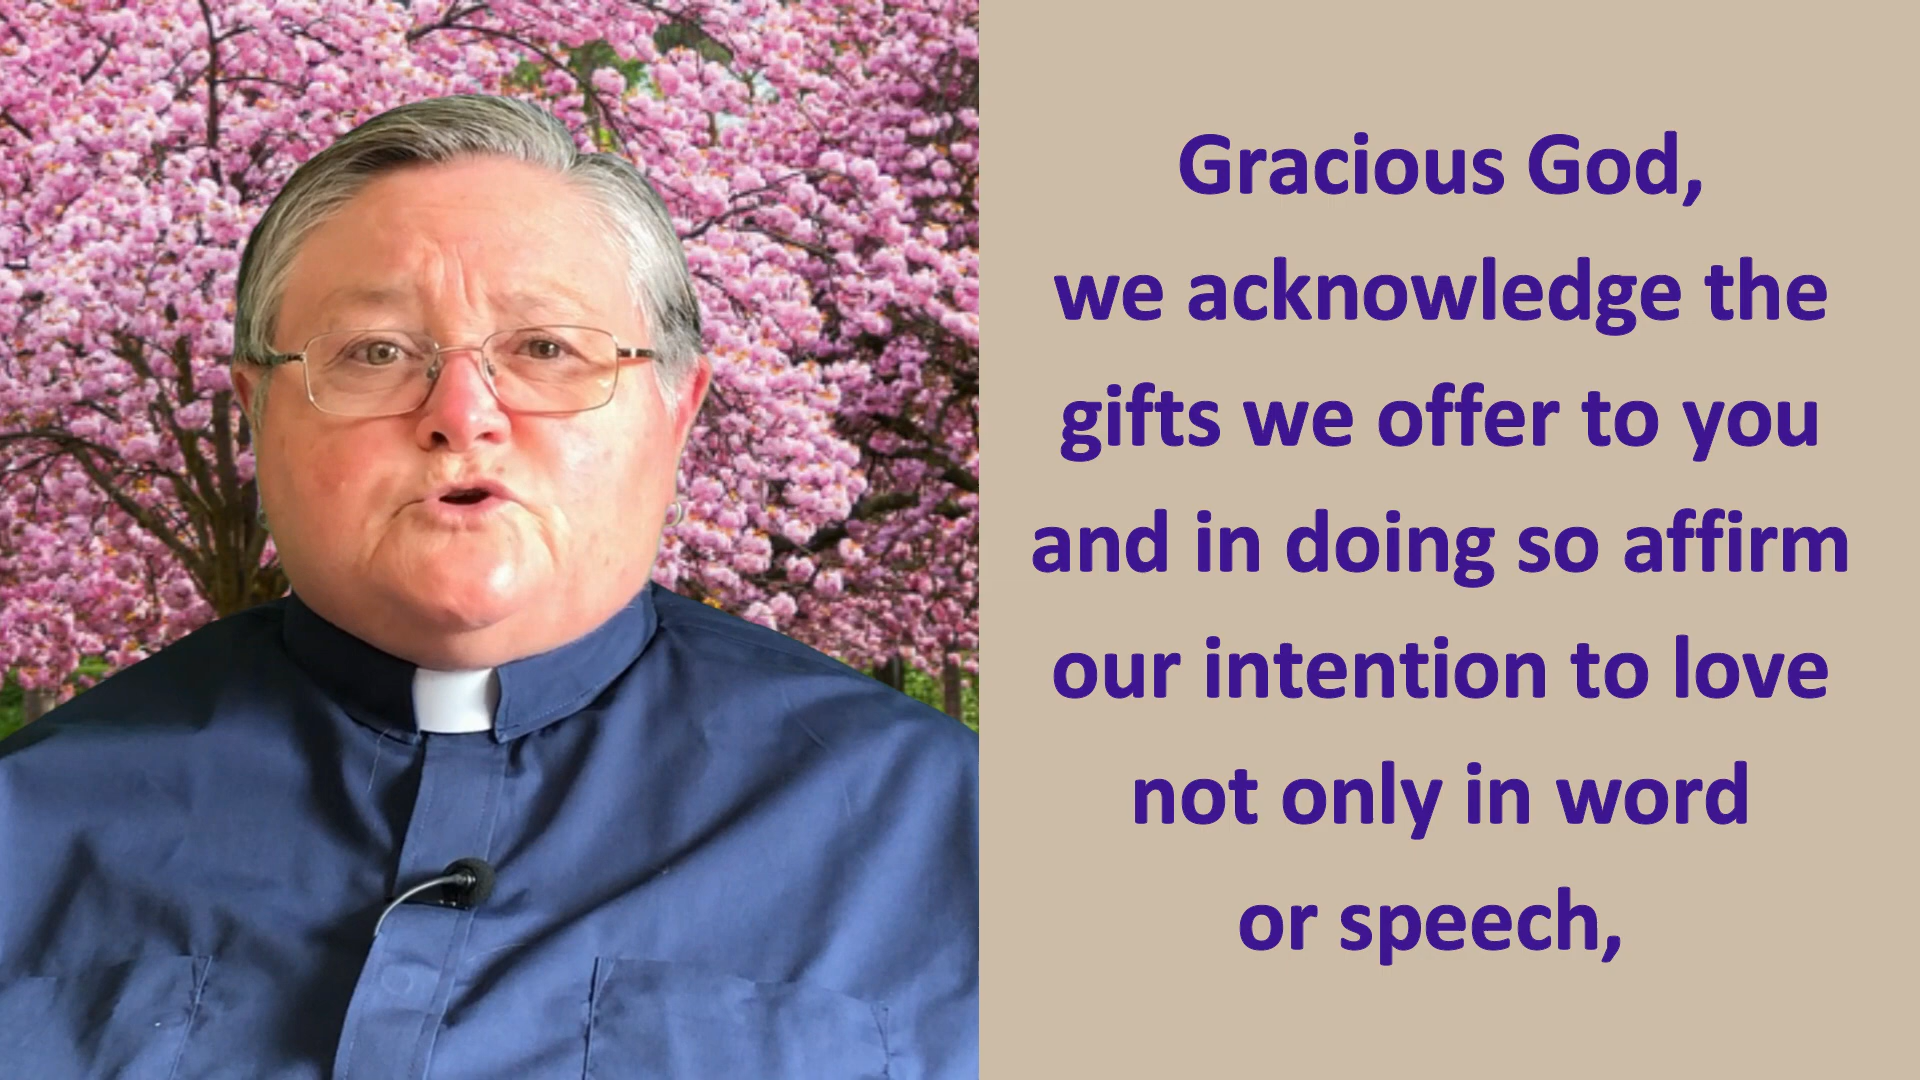 Gracious God,
we acknowledge the
gifts we offer to you
and in doing so affirm
our intention to love
not only in word
or speech,